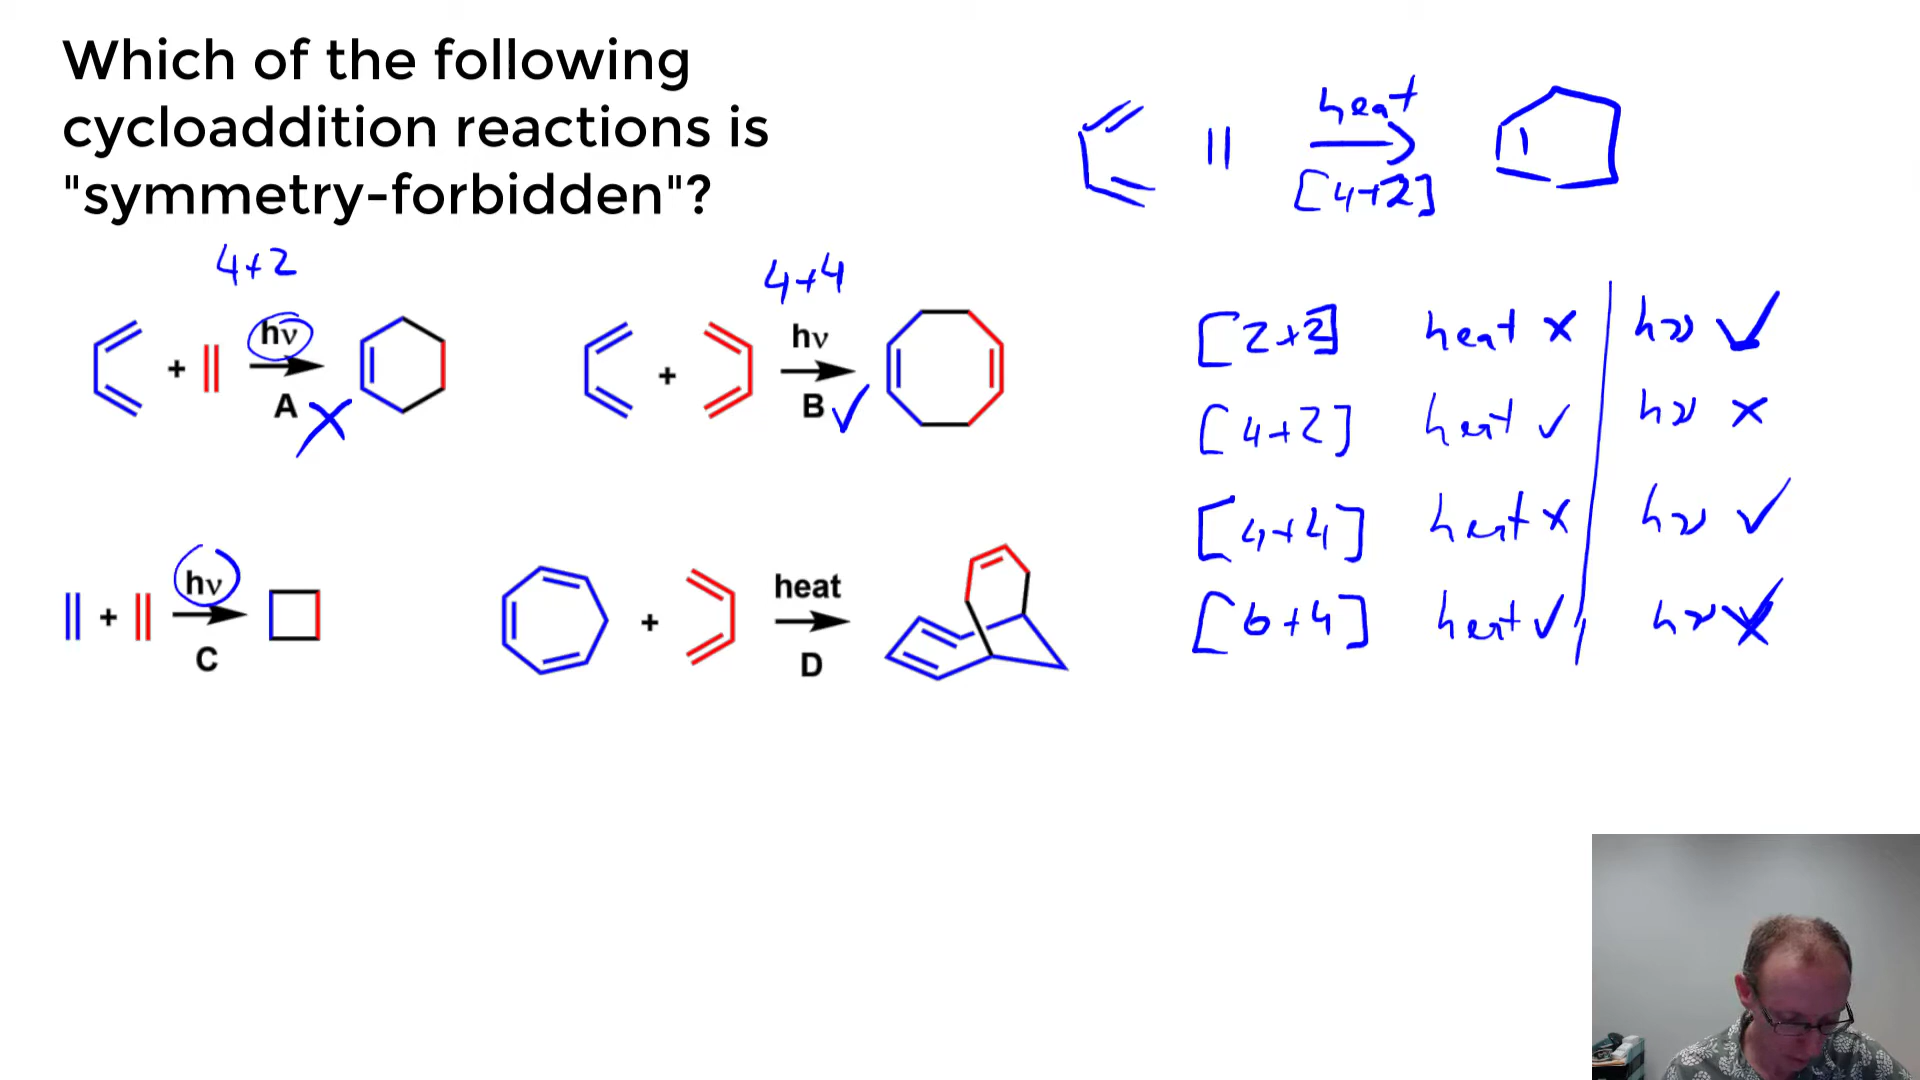 Which of the following
cycloaddition reactions is
"symmetry-forbidden"?
heat
[4+2]
4+2
hν
+
A
4+4
hν
+
B
[2+2] heat x hν ✓
[4+2] heat ✓ hν x
[4+4] heat x hν ✓
[6+4] heat ✓ hν x
hν
+
C
heat
+
D